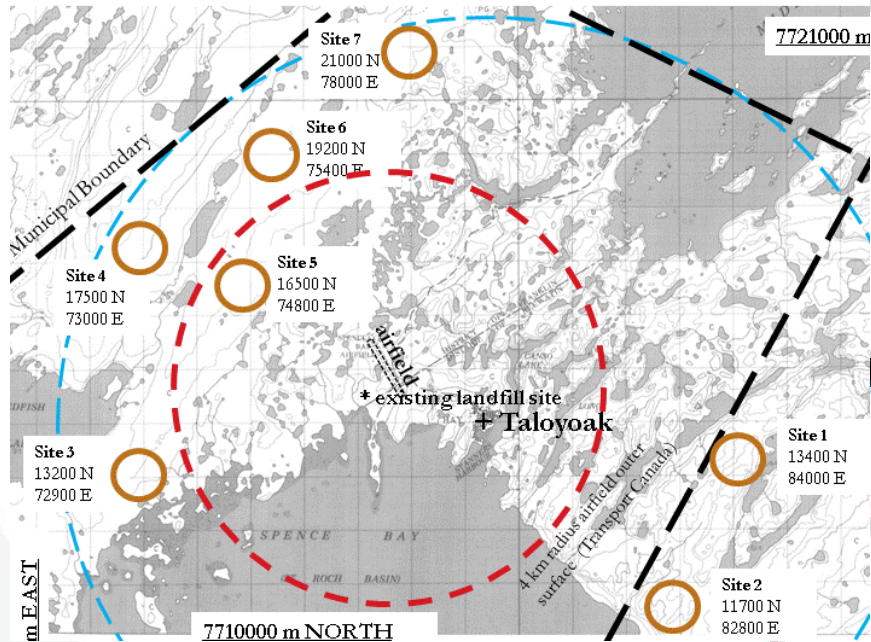 Site 7
21000 N
78000 E
7721000 m
Site 6
19200 N
75400 E
Municipal Boundary
Site 4
17500 N
73000 E
Site 5
16500 N
74800 E
airfield
* existing landfill site
+ Taloyoak
Site 3
13200 N
72900 E
Site 1
13400 N
84000 E
4 km radius airfield outer
surface (Transport Canada)
SPENCE BAY
ROCH BASIN)
Site 2
11700 N
82800 E
m EAST
7710000 m NORTH